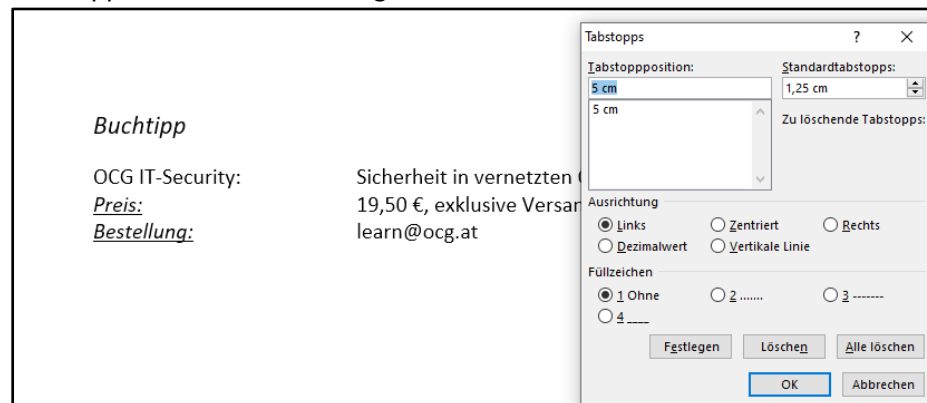 Tabstopps ? ×
Tabstoppposition: Standardtabstopps:
5 cm 1,25 cm
5 cm Zu löschende Tabstopps:
Buchtipp
OCG IT-Security: Sicherheit in vernetzten
Preis: 19,50 €, exklusive Versan
Bestellung: learn@ocg.at
Ausrichtung
Links Zentriert Rechts
Dezimalwert Vertikale Linie
Füllzeichen
1 Ohne 2 ....... 3 -------
4 ____
Festlegen Löschen Alle löschen
OK Abbrechen